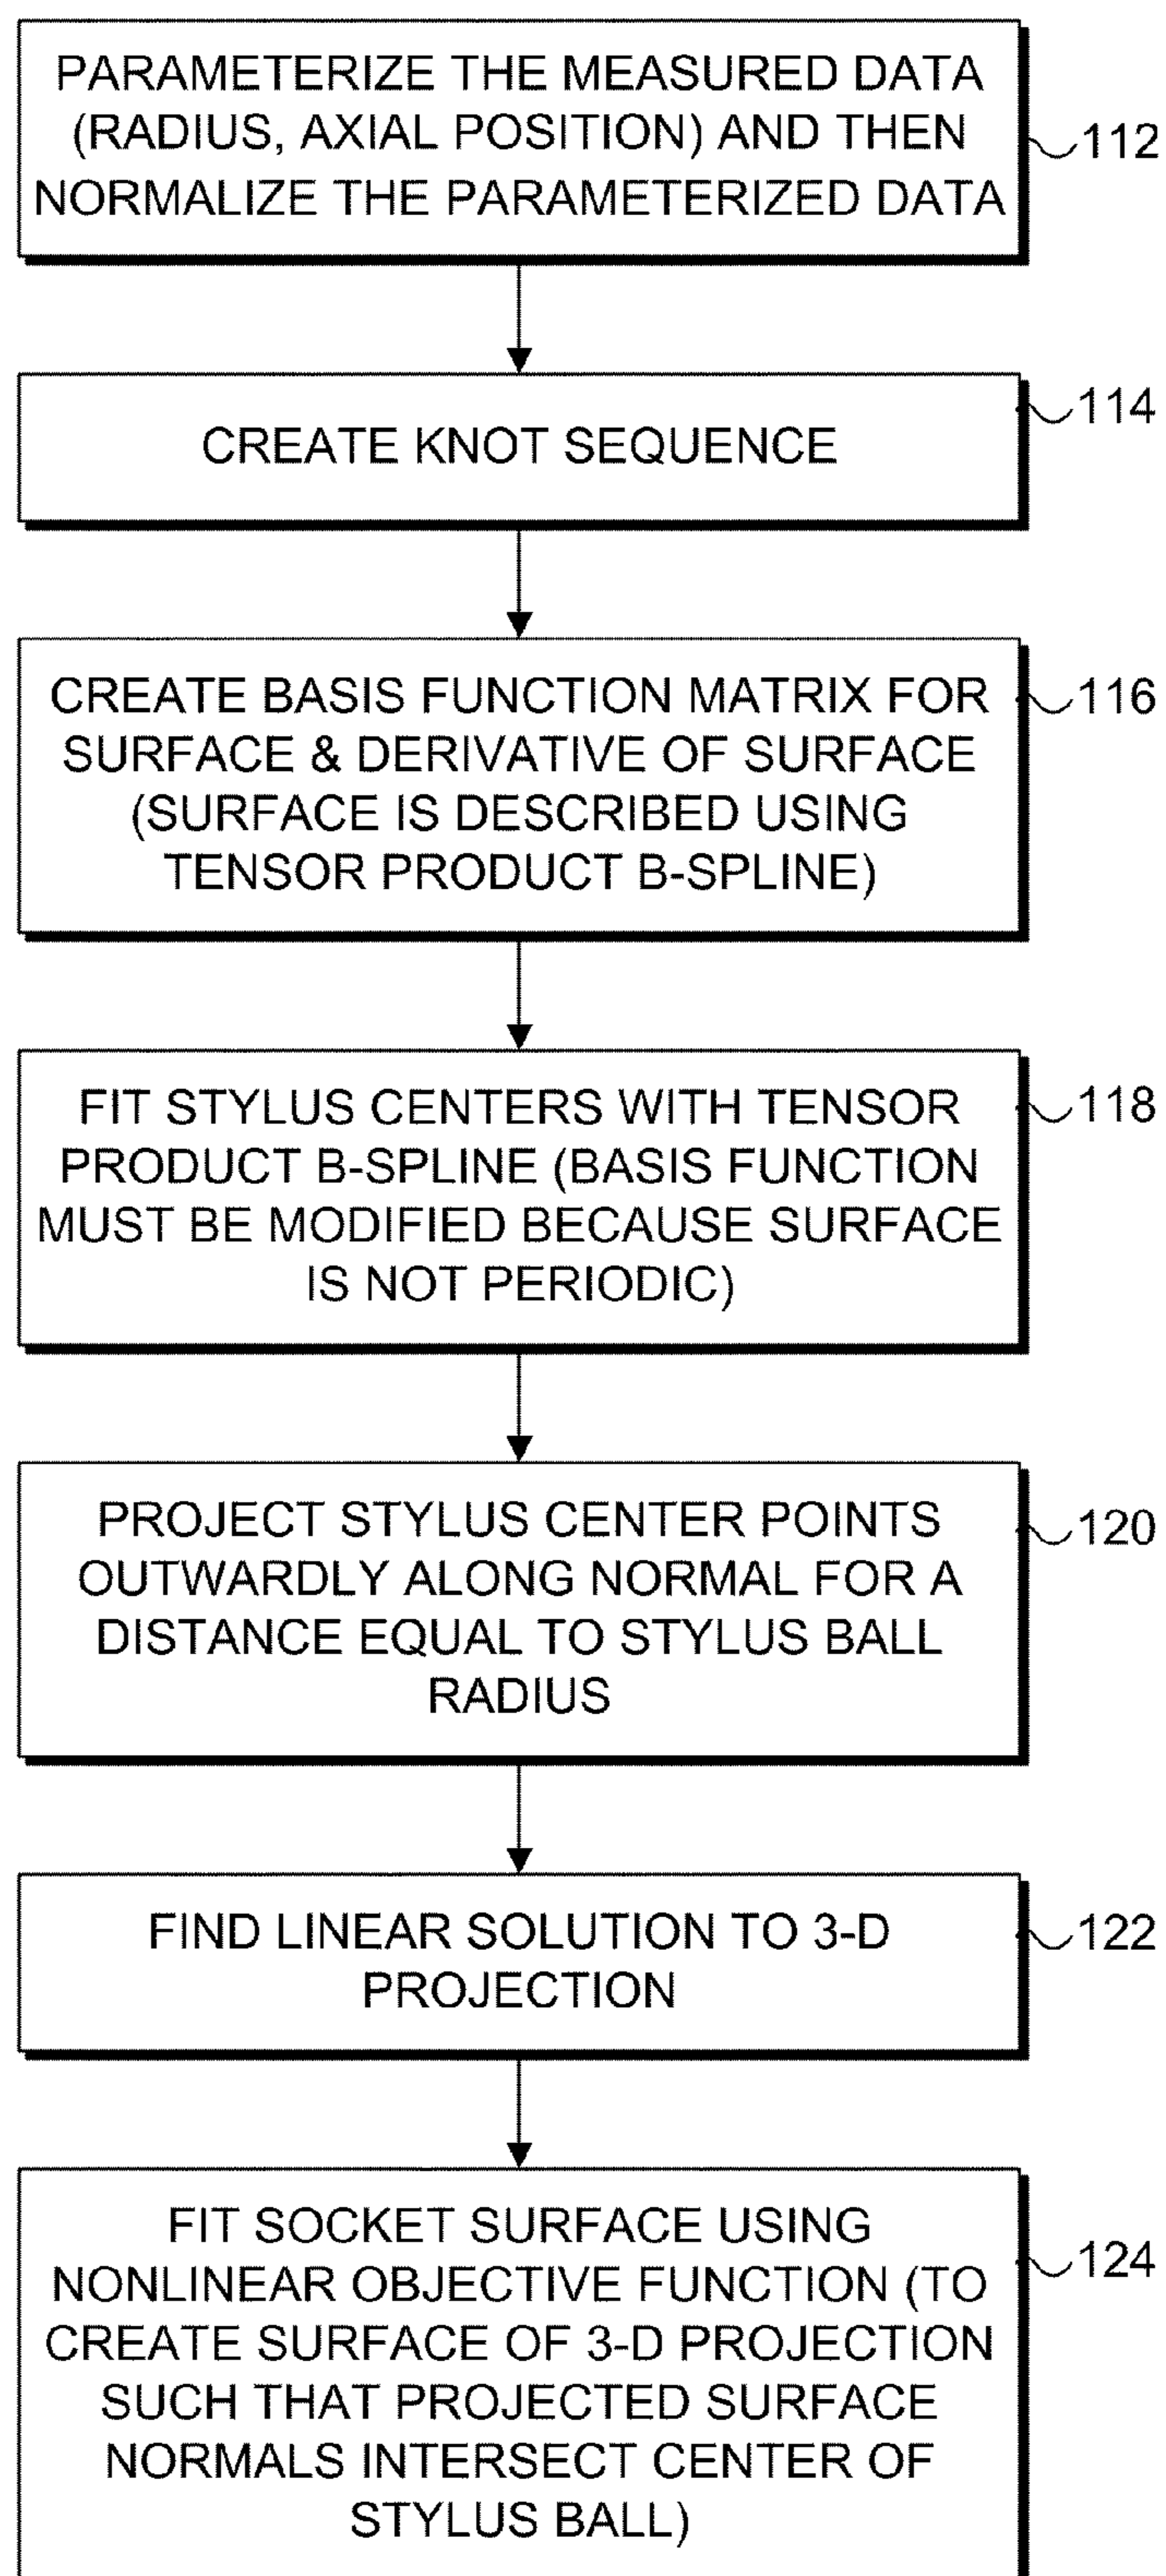 PARAMETERIZE THE MEASURED DATA
(RADIUS, AXIAL POSITION) AND THEN
NORMALIZE THE PARAMETERIZED DATA
112
CREATE KNOT SEQUENCE
114
CREATE BASIS FUNCTION MATRIX FOR
SURFACE & DERIVATIVE OF SURFACE
(SURFACE IS DESCRIBED USING
TENSOR PRODUCT B-SPLINE)
116
FIT STYLUS CENTERS WITH TENSOR
PRODUCT B-SPLINE (BASIS FUNCTION
MUST BE MODIFIED BECAUSE SURFACE
IS NOT PERIODIC)
118
PROJECT STYLUS CENTER POINTS
OUTWARDLY ALONG NORMAL FOR A
DISTANCE EQUAL TO STYLUS BALL
RADIUS
120
FIND LINEAR SOLUTION TO 3-D
PROJECTION
122
FIT SOCKET SURFACE USING
NONLINEAR OBJECTIVE FUNCTION (TO
CREATE SURFACE OF 3-D PROJECTION
SUCH THAT PROJECTED SURFACE
NORMALS INTERSECT CENTER OF
STYLUS BALL)
124